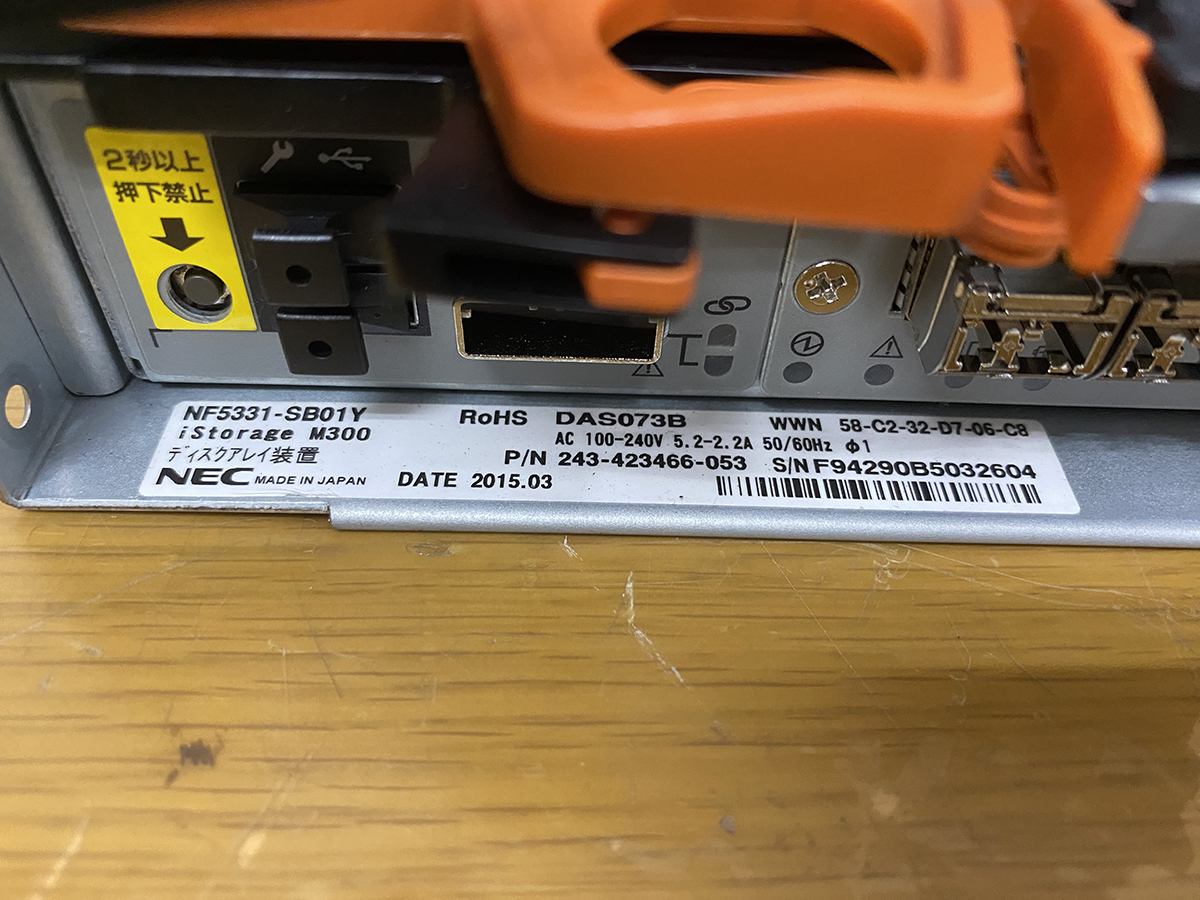 2秒以上
押下禁止
NF5331-SB01Y RoHS DAS073B WWN 58-C2-32-D7-06-C8
iStorage M300 AC 100-240V 5.2-2.2A 50/60Hz φ1
ディスクアレイ装置 P/N 243-423466-053 S/N F94290B5032604
NEC MADE IN JAPAN DATE 2015.03